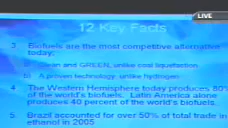 LIVE
12 Key Facts
3 Biofuels are the most competitive alternative
today:
a) Clean and GREEN, unlike coal liquefaction
b) A proven technology, unlike hydrogen
4 The Western Hemisphere today produces 80%
of the world's biofuels. Latin America alone
produces 40 percent of the world's biofuels.
5 Brazil accounted for over 50% of total trade in
ethanol in 2005